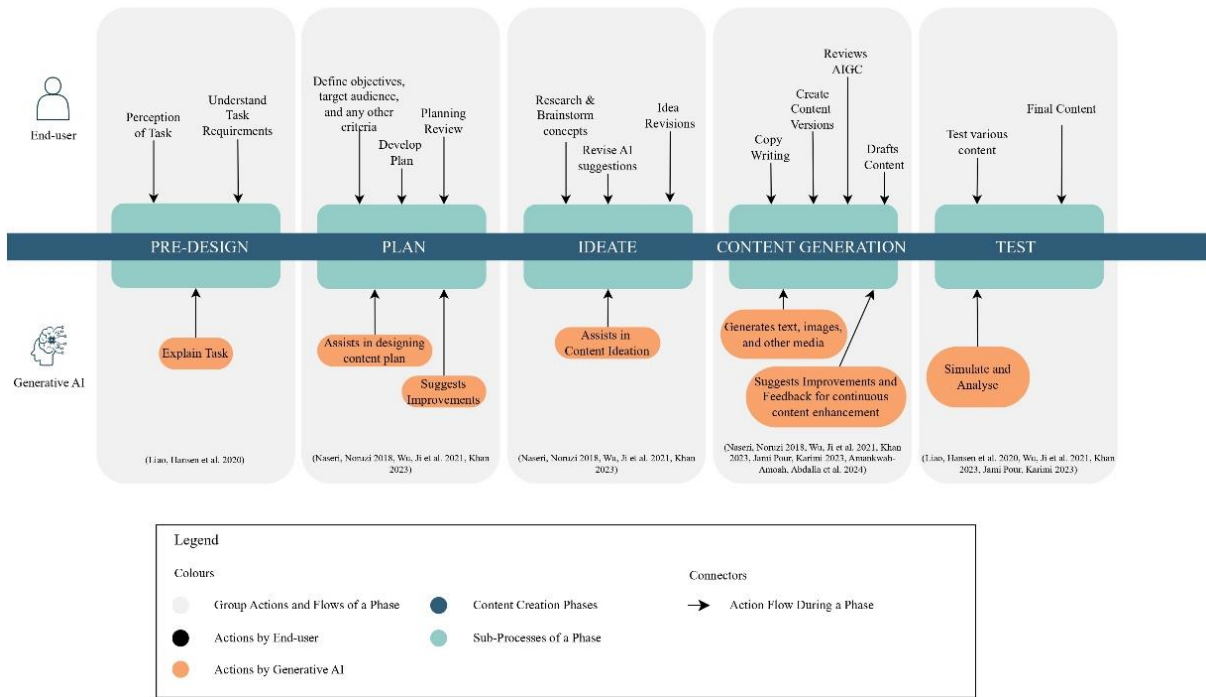 End-user
Perception
of Task
Understand
Task
Requirements
Define objectives,
target audience,
and any other
criteria
Develop
Plan
Planning
Review
Research &
Brainstorm
concepts
Revise AI
suggestions
Idea
Revisions
Copy
Writing
Create
Content
Versions
Reviews
AIGC
Drafts
Content
Test various
content
Final Content
PRE-DESIGN
PLAN
IDEATE
CONTENT GENERATION
TEST
Generative AI
Explain Task
Assists in designing
content plan
Suggests
Improvements
Assists in
Content Ideation
Generates text, images,
and other media
Suggests Improvements and
Feedback for continuous
content enhancement
Simulate and
Analyse
(Liao, Hansen et al. 2020)
(Naseri, Noruzi 2018, Wu, Ji et al. 2021, Khan
2023)
(Naseri, Noruzi 2018, Wu, Ji et al. 2021, Khan
2023)
(Naseri, Noruzi 2018, Wu, Ji et al. 2021, Khan
2023, Jami Pour, Karimi 2023, Amankwah-
Amoah, Abdalla et al. 2024)
(Liao, Hansen et al. 2020, Wu, Ji et al. 2021, Khan
2023, Jami Pour, Karimi 2023)
Legend
Colours
Group Actions and Flows of a Phase
Actions by End-user
Actions by Generative AI
Content Creation Phases
Sub-Processes of a Phase
Connectors
Action Flow During a Phase